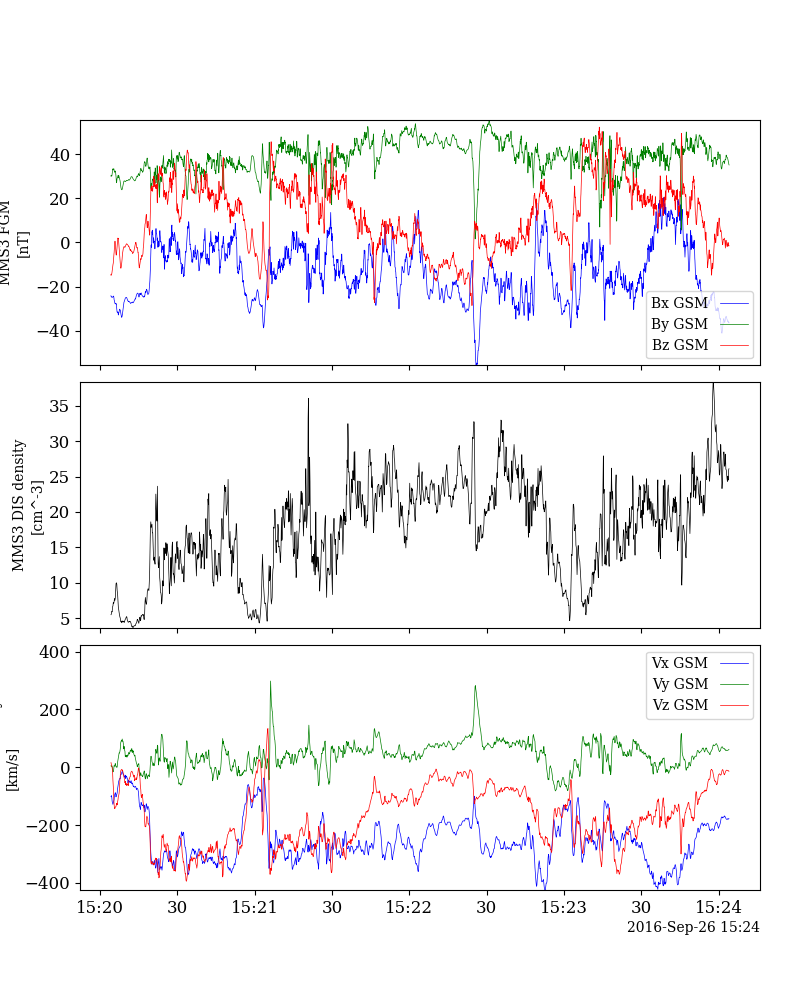 MMS3 FGM
[nT]
40
20
0
−20
−40
Bx GSM
By GSM
Bz GSM
MMS3 DIS density
[cm^-3]
35
30
25
20
15
10
5
[km/s]
400
200
0
−200
−400
Vx GSM
Vy GSM
Vz GSM
15:20 30 15:21 30 15:22 30 15:23 30 15:24
2016-Sep-26 15:24